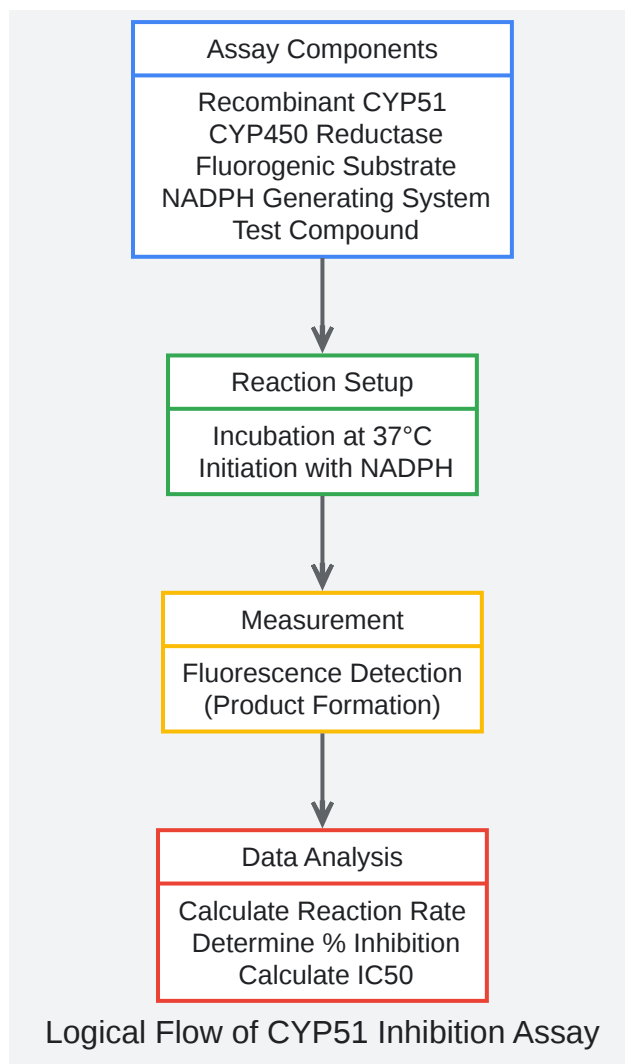 Assay Components
Recombinant CYP51
CYP450 Reductase
Fluorogenic Substrate
NADPH Generating System
Test Compound
Reaction Setup
Incubation at 37°C
Initiation with NADPH
Measurement
Fluorescence Detection
(Product Formation)
Data Analysis
Calculate Reaction Rate
Determine % Inhibition
Calculate IC50
Logical Flow of CYP51 Inhibition Assay